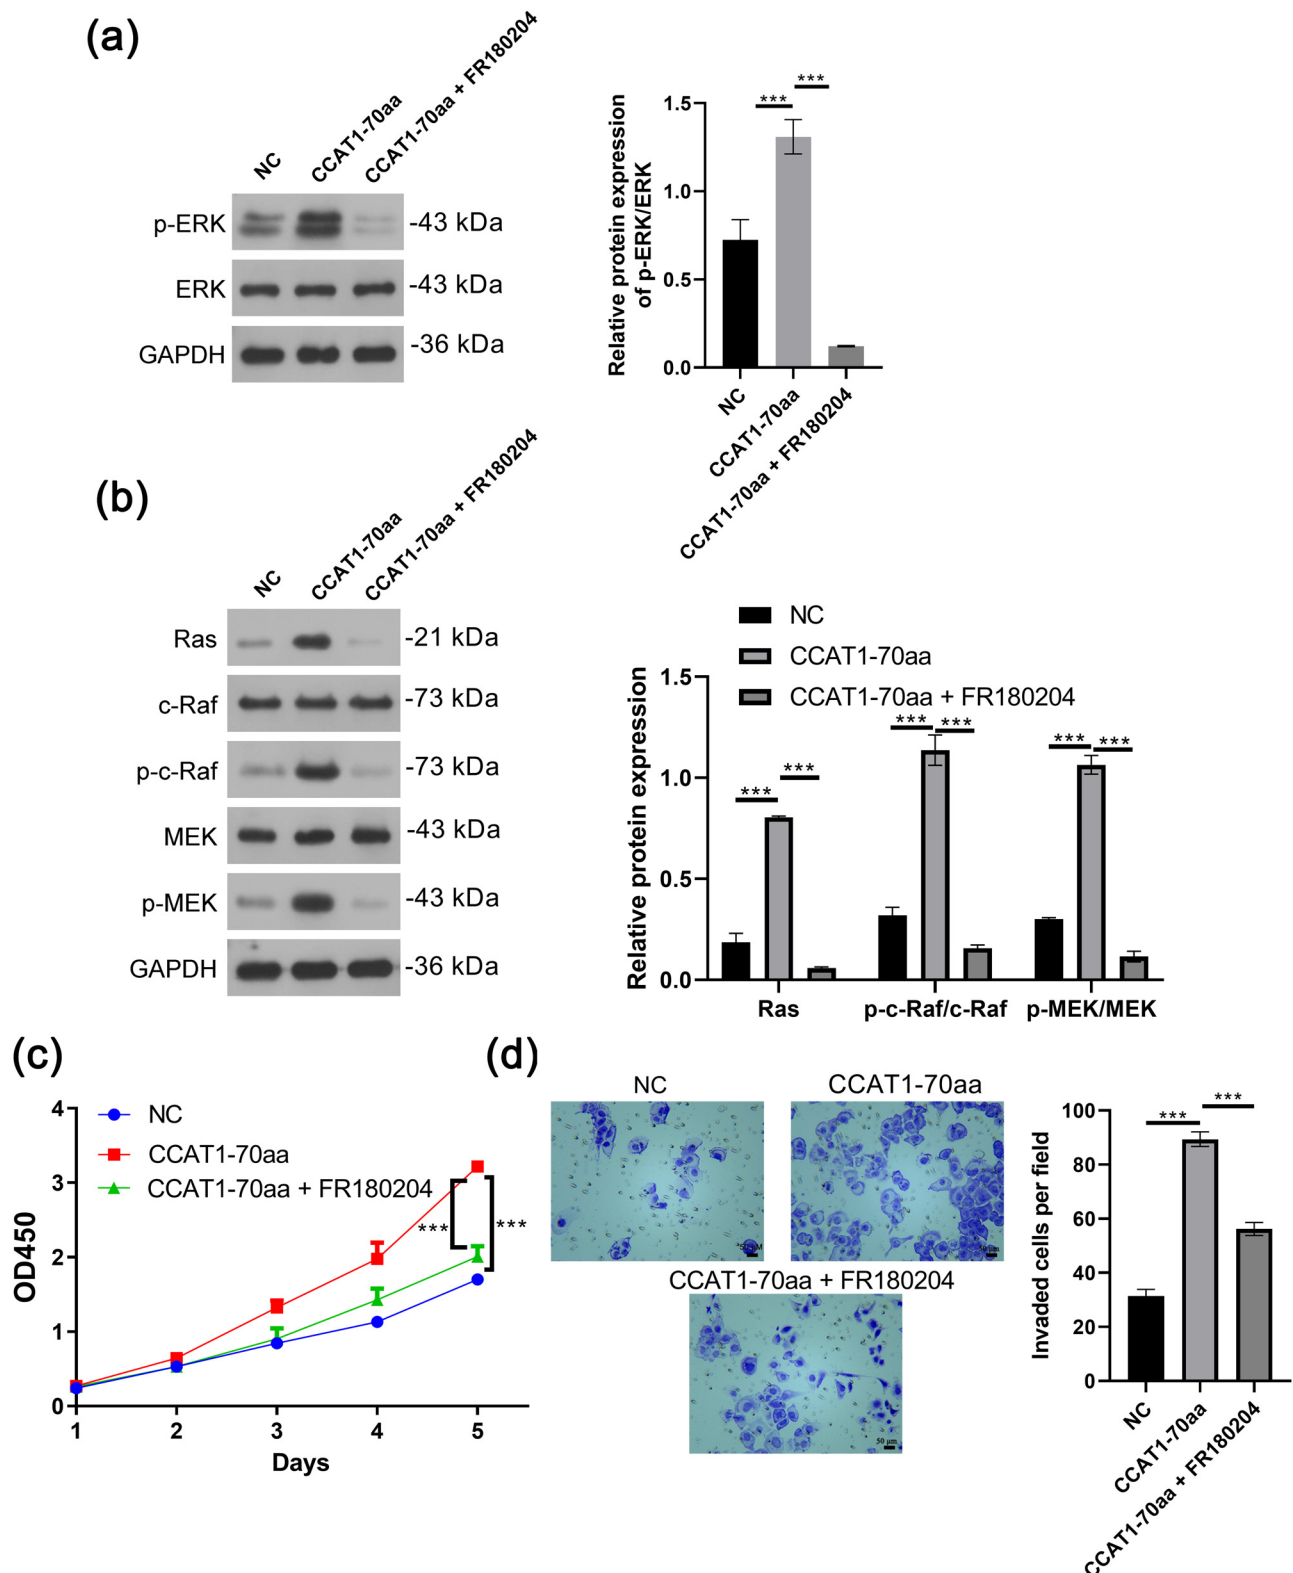 (a)
NC
CCAT1-70aa
CCAT1-70aa + FR180204
p-ERK
-43 kDa
ERK
-43 kDa
GAPDH
-36 kDa
Relative protein expression
of p-ERK/ERK
1.5
1.0
0.5
0.0
***
***
NC
CCAT1-70aa
CCAT1-70aa + FR180204
(b)
NC
CCAT1-70aa
CCAT1-70aa + FR180204
Ras
-21 kDa
c-Raf
-73 kDa
p-c-Raf
-73 kDa
MEK
-43 kDa
p-MEK
-43 kDa
GAPDH
-36 kDa
NC
CCAT1-70aa
CCAT1-70aa + FR180204
Relative protein expression
1.5
1.0
0.5
0.0
***
***
***
***
***
***
Ras
p-c-Raf/c-Raf
p-MEK/MEK
(c)
NC
CCAT1-70aa
CCAT1-70aa + FR180204
OD450
4
3
2
1
0
***
***
1
2
3
4
5
Days
(d)
NC
CCAT1-70aa
CCAT1-70aa + FR180204
50 μm
Invaded cells per field
100
80
60
40
20
0
***
***
NC
CCAT1-70aa
CCAT1-70aa + FR180204